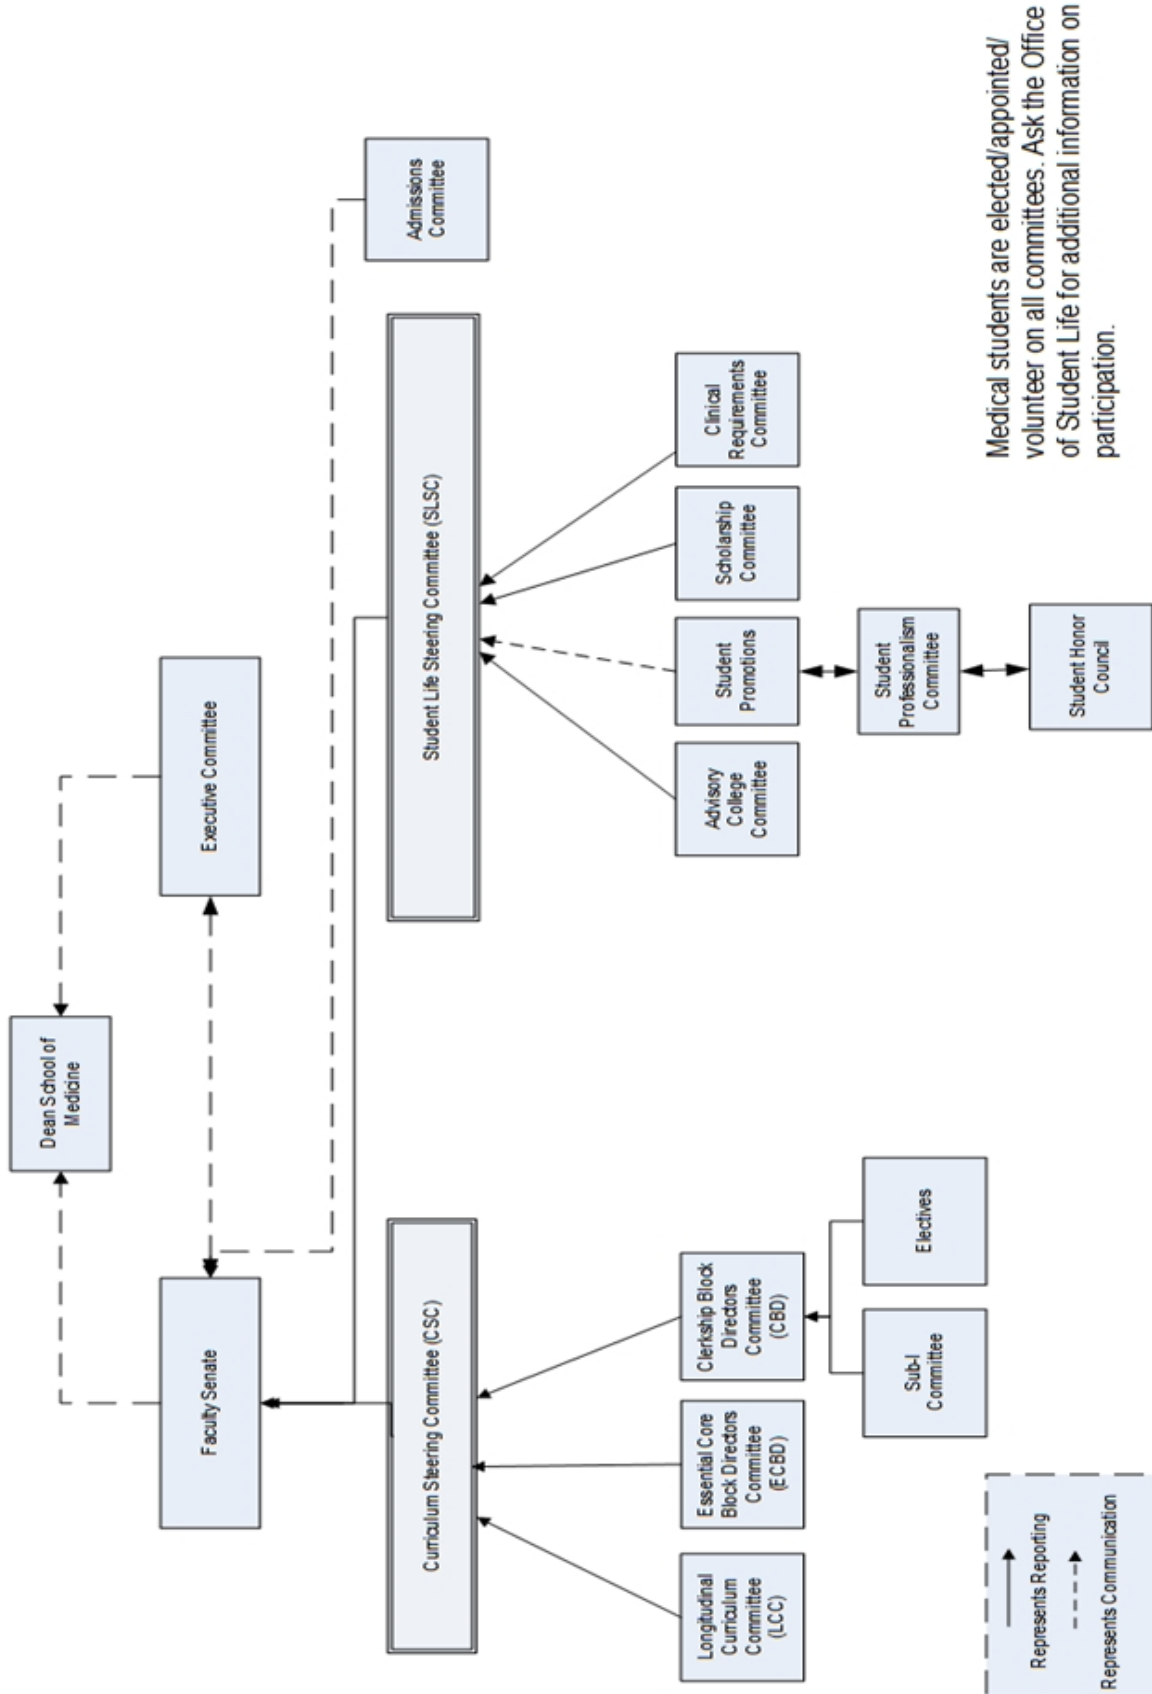 Dean School of
Medicine
Faculty Senate
Executive Committee
Admissions
Committee
Curriculum Steering Committee (CSC)
Student Life Steering Committee (SLSC)
Longitudinal
Curriculum
Committee
(LCC)
Essential Core
Block Directors
Committee
(ECBD)
Clerkship Block
Directors
Committee
(CBD)
Advisory
College
Committee
Student
Promotions
Scholarship
Committee
Clinical
Requirements
Committee
Sub-I
Committee
Electives
Student
Professionalism
Committee
Student Honor
Council
Represents Reporting
Represents Communication
Medical students are elected/appointed/
volunteer on all committees. Ask the Office
of Student Life for additional information on
participation.